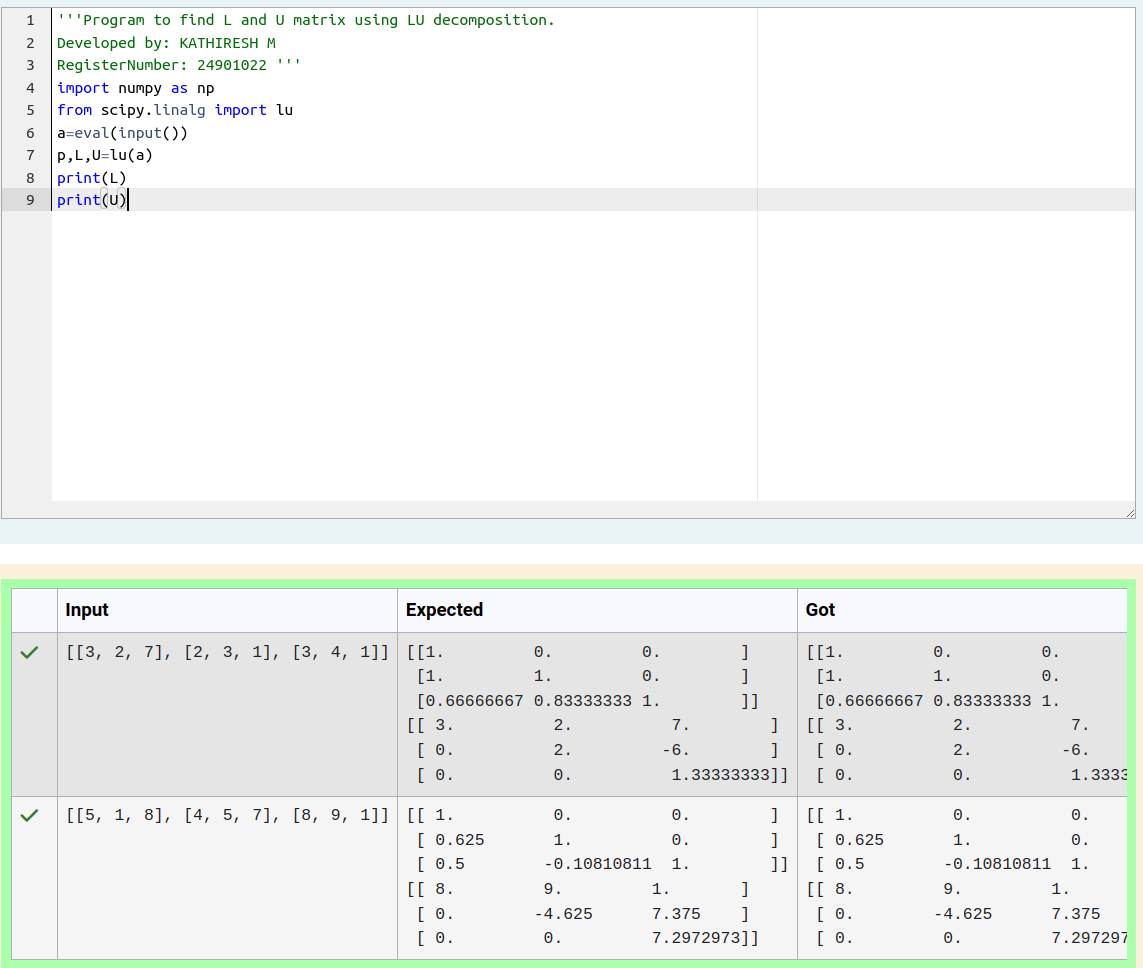 1 '''Program to find L and U matrix using LU decomposition.
2 Developed by: KATHIRESH M
3 RegisterNumber: 24901022 '''
4 import numpy as np
5 from scipy.linalg import lu
6 a=eval(input())
7 p,L,U=lu(a)
8 print(L)
9 print(U)
Input Expected Got
[[3, 2, 7], [2, 3, 1], [3, 4, 1]] [[1. 0. 0. ] [[1. 0. 0.
[1. 1. 0. ] [1. 1. 0.
[0.66666667 0.83333333 1. ]] [0.66666667 0.83333333 1.
[[ 3. 2. 7. ] [[ 3. 2. 7.
[ 0. 2. -6. ] [ 0. 2. -6.
[ 0. 0. 1.33333333]] [ 0. 0. 1.3333
[[5, 1, 8], [4, 5, 7], [8, 9, 1]] [[ 1. 0. 0. ] [[ 1. 0. 0.
[ 0.625 1. 0. ] [ 0.625 1. 0.
[ 0.5 -0.10810811 1. ]] [ 0.5 -0.10810811 1.
[[ 8. 9. 1. ] [[ 8. 9. 1.
[ 0. -4.625 7.375 ] [ 0. -4.625 7.375
[ 0. 0. 7.2972973]] [ 0. 0. 7.297297